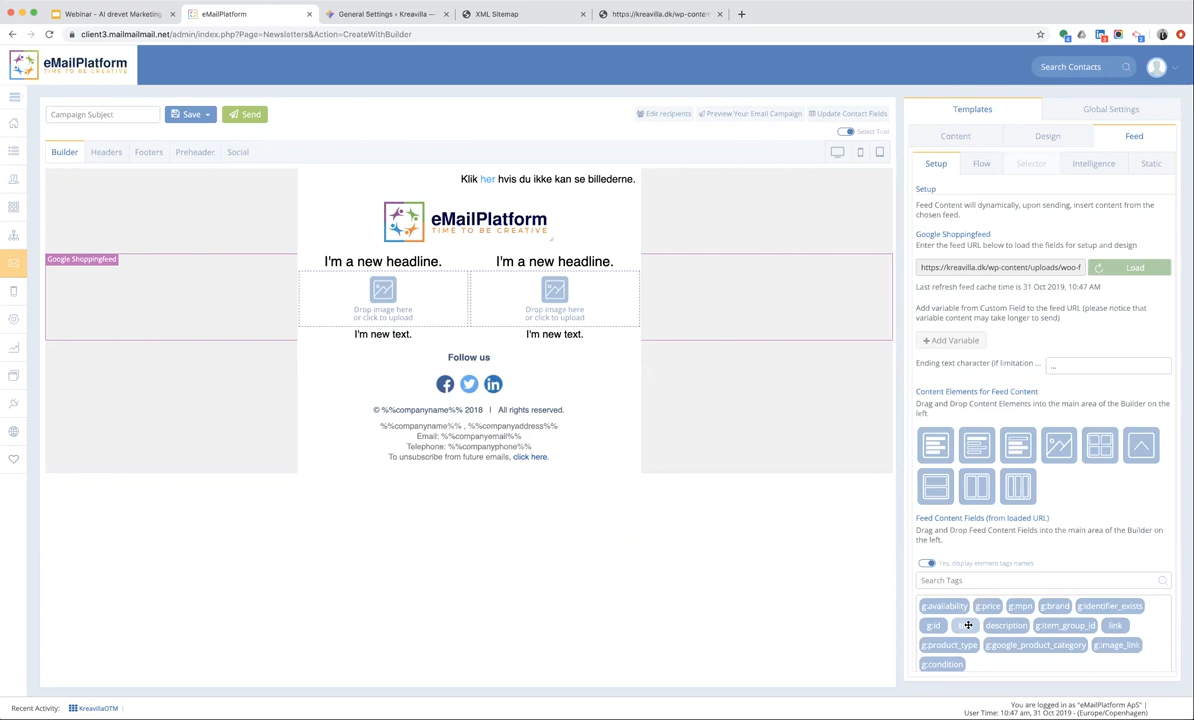 Webinar - AI drevet Marketing
eMailPlatform
General Settings ‹ Kreavilla —
XML Sitemap
https://kreavilla.dk/wp-conten
client3.mailmailmail.net/admin/index.php?Page=Newsletters&Action=CreateWithBuilder
eMailPlatform
TIME TO BE CREATIVE
Search Contacts
Campaign Subject
Save
Send
Edit recipients
Preview Your Email Campaign
Update Contact Fields
Select Tool
Builder
Headers
Footers
Preheader
Social
Klik her hvis du ikke kan se billederne.
eMailPlatform
TIME TO BE CREATIVE
Google Shoppingfeed
I'm a new headline. I'm a new headline.
Drop image here Drop image here
or click to upload or click to upload
I'm new text. I'm new text.
Follow us
© %%companyname%% 2018 I All rights reserved.
%%companyname%% , %%companyaddress%%
Email: %%companyemail%%
Telephone: %%companyphone%%
To unsubscribe from future emails, click here.
Templates
Global Settings
Content
Design
Feed
Setup
Flow
Selector
Intelligence
Static
Setup
Feed Content will dynamically, upon sending, insert content from the
chosen feed.
Google Shoppingfeed
Enter the feed URL below to load the fields for setup and design
https://kreavilla.dk/wp-content/uploads/woo-f
Load
Last refresh feed cache time is 31 Oct 2019, 10:47 AM
Add variable from Custom Field to the feed URL (please notice that
variable content may take longer to send)
+ Add Variable
Ending text character (if limitation ...
...
Content Elements for Feed Content
Drag and Drop Content Elements into the main area of the Builder on the
left
Feed Content Fields (from loaded URL)
Drag and Drop Feed Content Fields into the main area of the Builder on
the left.
Yes, display element tags names
Search Tags
g:availability g:price g:mpn g:brand g:identifier_exists
g:id description g:item_group_id link
g:product_type g:google_product_category g:image_link
g:condition
Recent Activity:
KreavillaOTM
You are logged in as "eMailPlatform ApS" |
User Time: 10:47 am, 31 Oct 2019 - (Europe/Copenhagen)